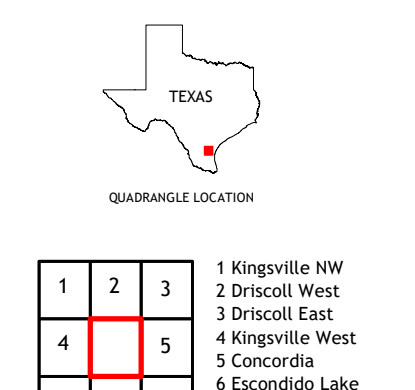 TEXAS
QUADRANGLE LOCATION
1 2 3
4 5
1 Kingsville NW
2 Driscoll West
3 Driscoll East
4 Kingsville West
5 Concordia
6 Escondido Lake